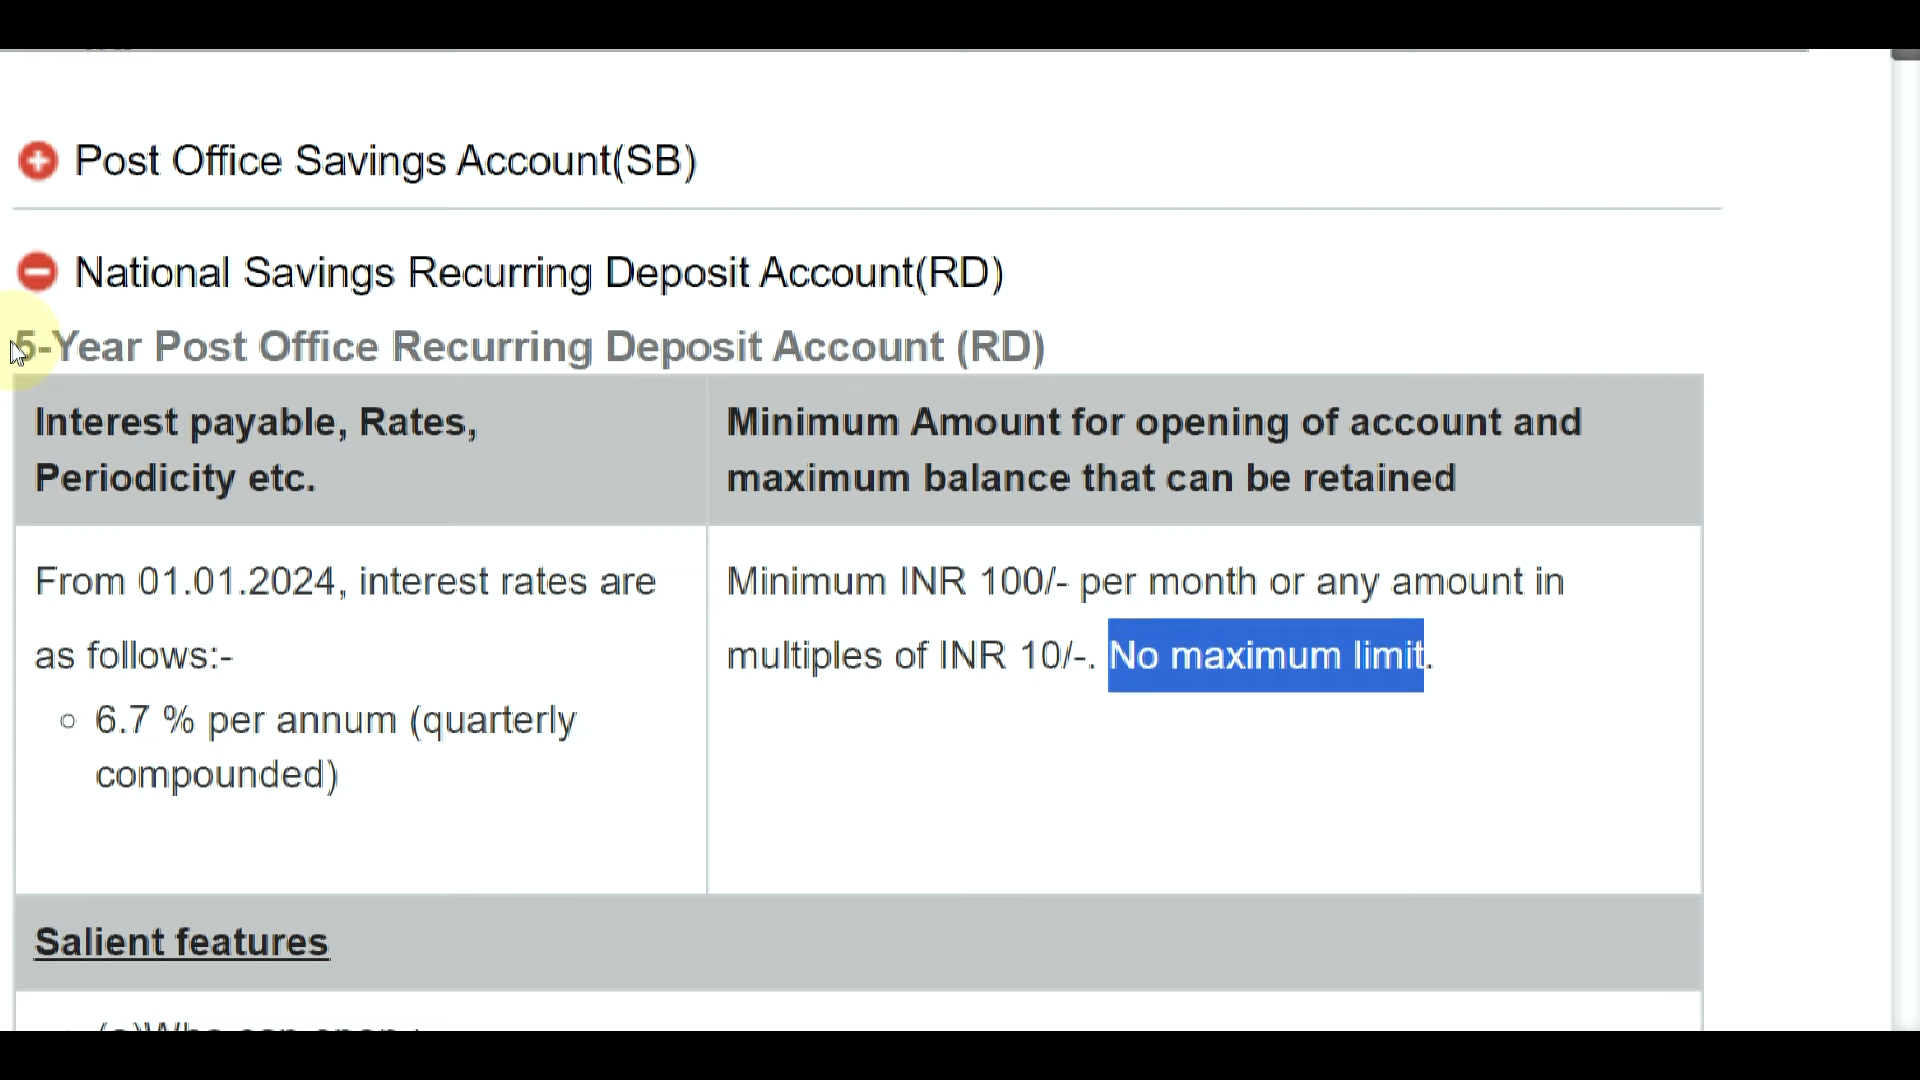 Post Office Savings Account(SB)
National Savings Recurring Deposit Account(RD)
5-Year Post Office Recurring Deposit Account (RD)
Interest payable, Rates,
Periodicity etc.
Minimum Amount for opening of account and
maximum balance that can be retained
From 01.01.2024, interest rates are
as follows:-
6.7 % per annum (quarterly
compounded)
Minimum INR 100/- per month or any amount in
multiples of INR 10/-. No maximum limit.
Salient features